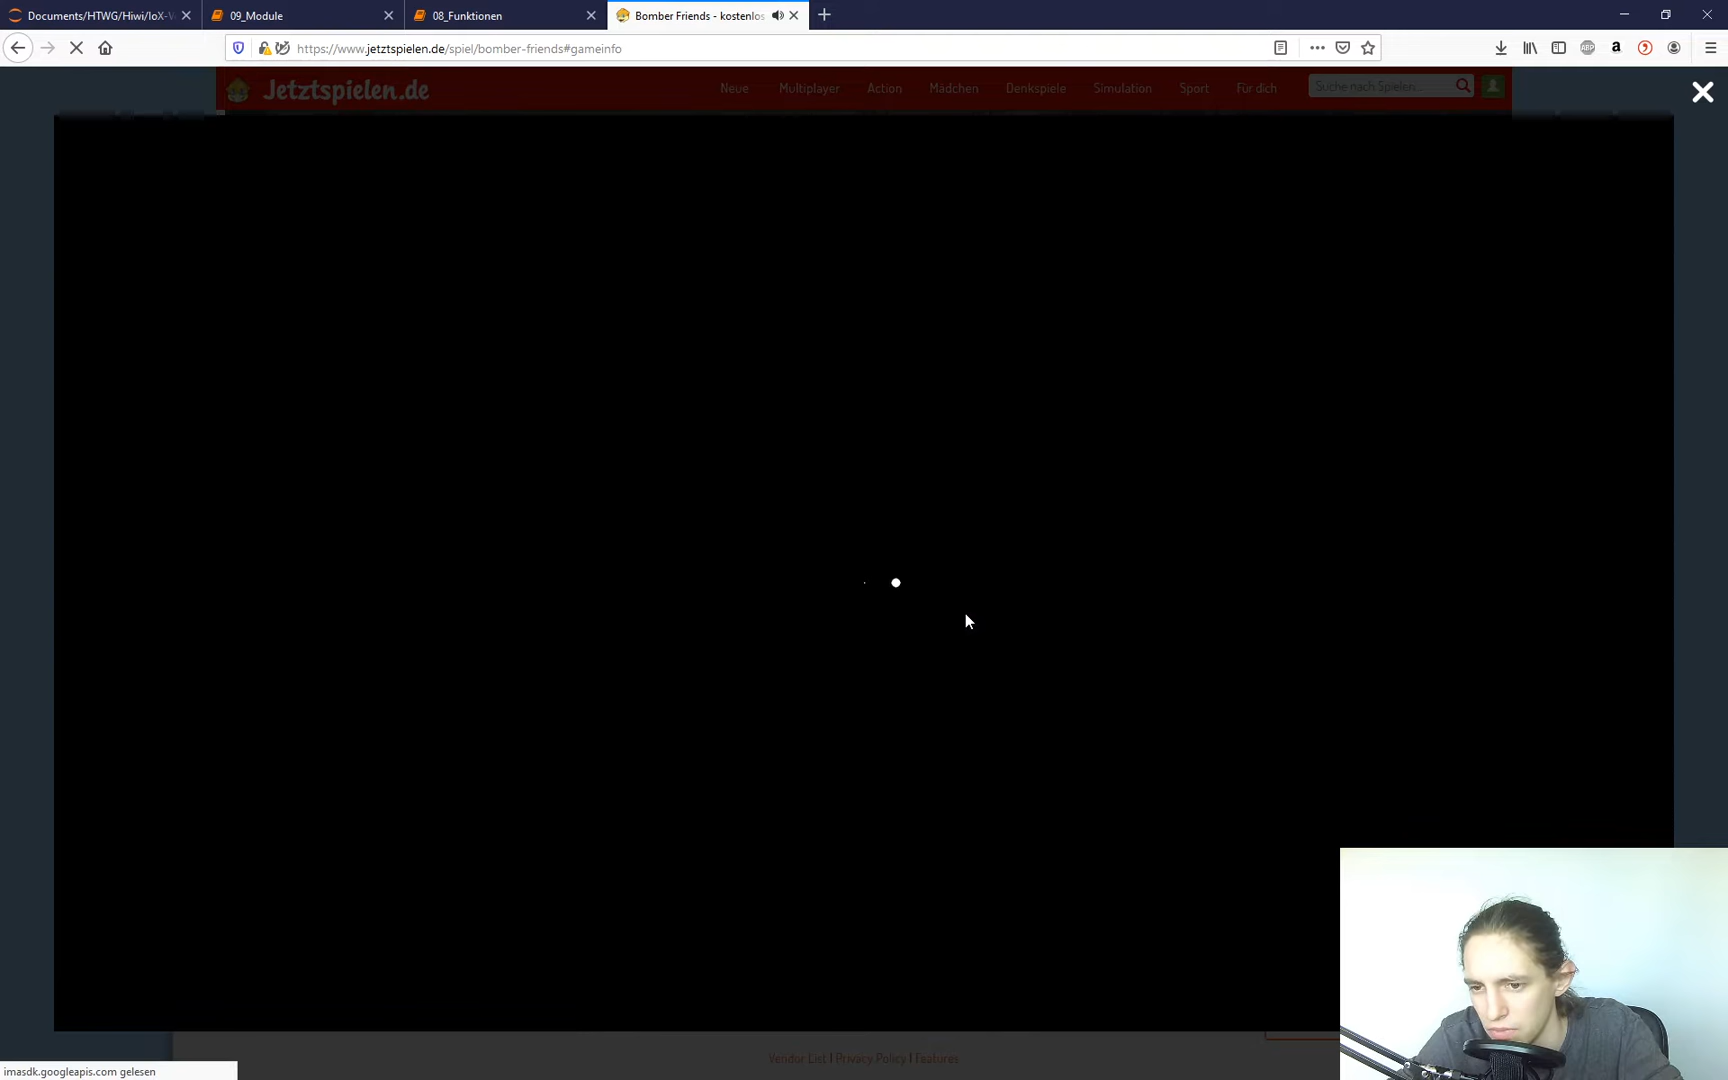 Documents/HTWG/Hiwi/IoX-V
09_Module
08_Funktionen
Bomber Friends - kostenlos
https://www.jetztspielen.de/spiel/bomber-friends#gameinfo
ABP
a
Jetztspielen.de
Neue
Multiplayer
Action
Mädchen
Denkspiele
Simulation
Sport
Für dich
Suche nach Spielen...
Vendor List | Privacy Policy | Features
imasdk.googleapis.com gelesen